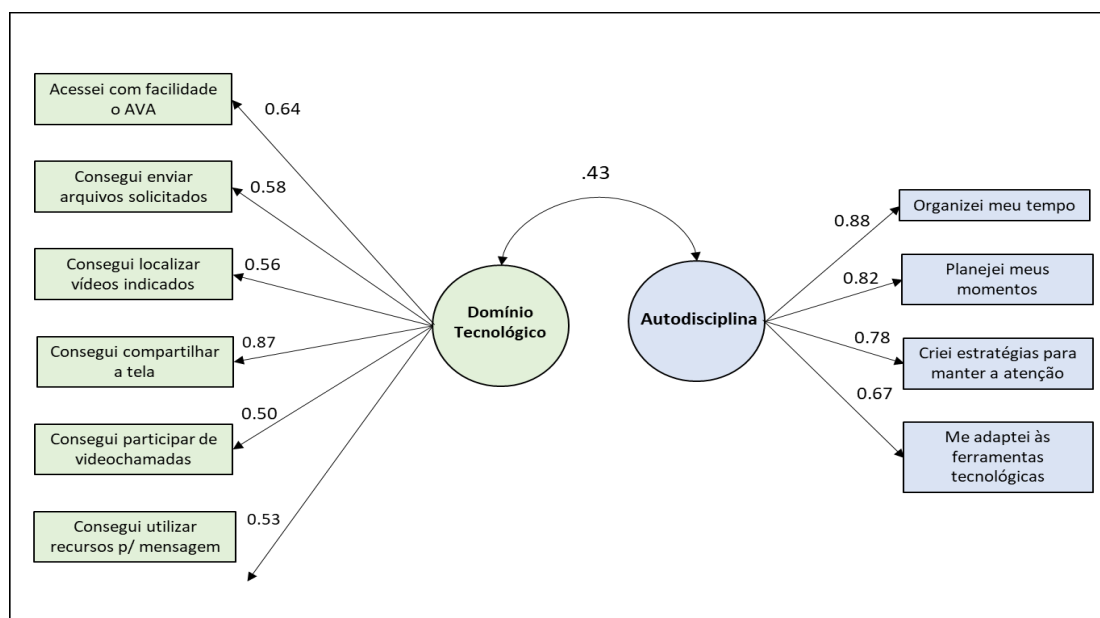 Acessei com facilidade
o AVA
0.64
Consegui enviar
arquivos solicitados
0.58
Consegui localizar
vídeos indicados
0.56
Consegui compartilhar
a tela
0.87
Consegui participar de
videochamadas
0.50
Consegui utilizar
recursos p/ mensagem
0.53
Domínio
Tecnológico
.43
Autodisciplina
0.88
Organizei meu tempo
0.82
Planejei meus
momentos
0.78
Criei estratégias para
manter a atenção
0.67
Me adaptei às
ferramentas
tecnológicas